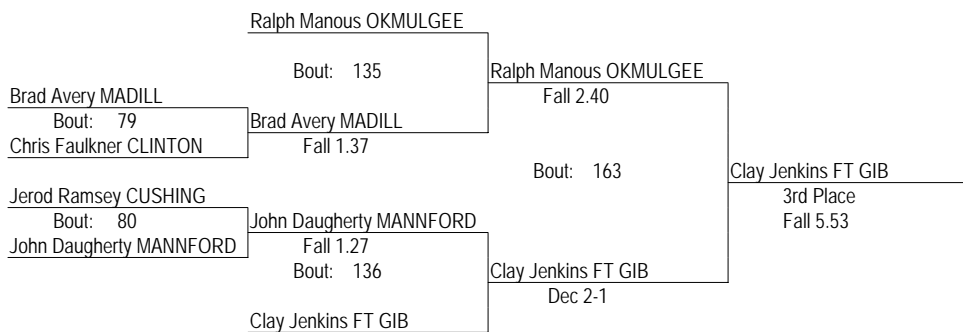 Ralph Manous OKMULGEE
Bout: 135
Ralph Manous OKMULGEE
Fall 2.40
Brad Avery MADILL
Bout: 79
Brad Avery MADILL
Chris Faulkner CLINTON
Fall 1.37
Bout: 163
Clay Jenkins FT GIB
3rd Place
Fall 5.53
Jerod Ramsey CUSHING
Bout: 80
John Daugherty MANNFORD
John Daugherty MANNFORD
Fall 1.27
Bout: 136
Clay Jenkins FT GIB
Dec 2-1
Clay Jenkins FT GIB